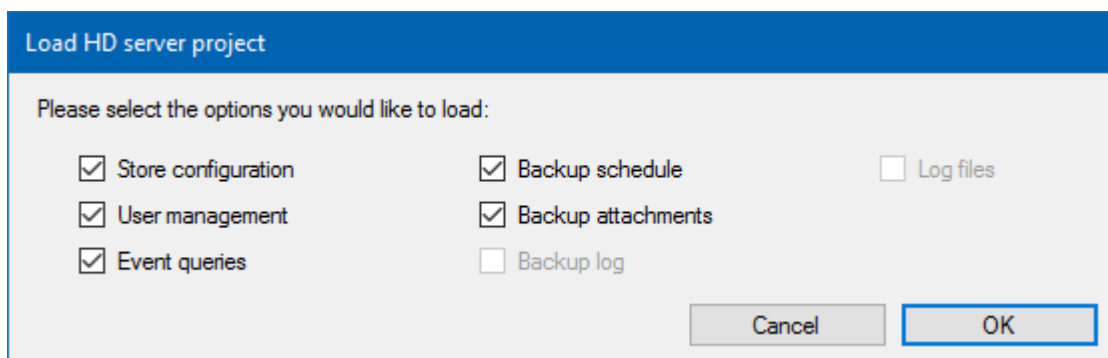 Load HD server project
Please select the options you would like to load:
Store configuration Backup schedule Log files
User management Backup attachments
Event queries Backup log
Cancel OK